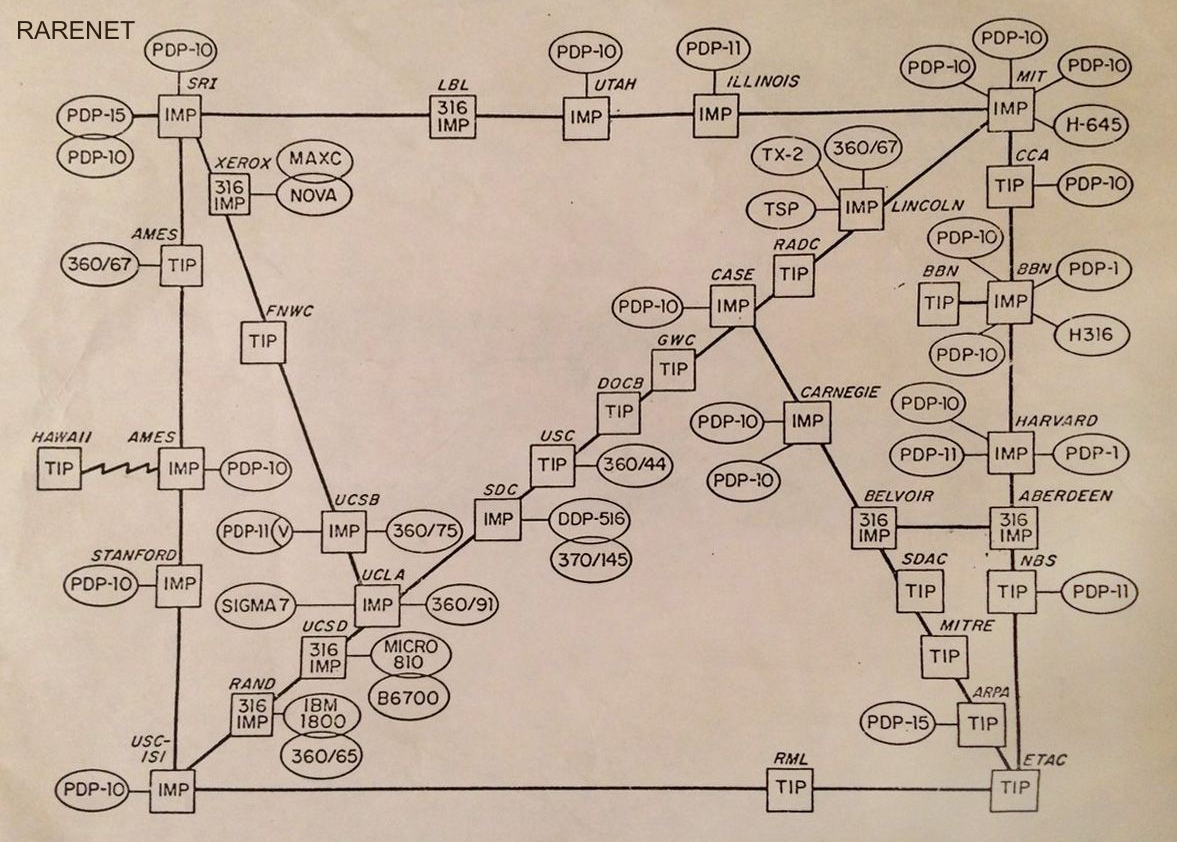 RARENET
PDP-10
SRI
PDP-15
IMP
PDP-10
LBL
316
IMP
PDP-10
UTAH
IMP
PDP-11
ILLINOIS
IMP
PDP-10
PDP-10
MIT
PDP-10
IMP
H-645
XEROX
MAXC
316
IMP
NOVA
TX-2
360/67
TSP
IMP
LINCOLN
CCA
TIP
PDP-10
AMES
360/67
TIP
RADC
TIP
PDP-10
BBN
TIP
BBN
IMP
PDP-1
H316
PDP-10
CASE
PDP-10
IMP
FNWC
TIP
GWC
TIP
DOCB
TIP
CARNEGIE
PDP-10
IMP
PDP-10
PDP-10
HARVARD
PDP-11
IMP
PDP-1
HAWAII
TIP
AMES
IMP
PDP-10
USC
TIP
360/44
UCSB
PDP-11 V
IMP
360/75
SDC
IMP
DDP-516
370/145
BELVOIR
316
IMP
ABERDEEN
316
IMP
STANFORD
PDP-10
IMP
UCLA
SIGMA 7
IMP
360/91
SDAC
TIP
NBS
TIP
PDP-11
UCSD
316
IMP
MICRO
810
B6700
MITRE
TIP
RAND
316
IMP
IBM
1800
360/65
ARPA
PDP-15
TIP
USC-
ISI
PDP-10
IMP
RML
TIP
ETAC
TIP